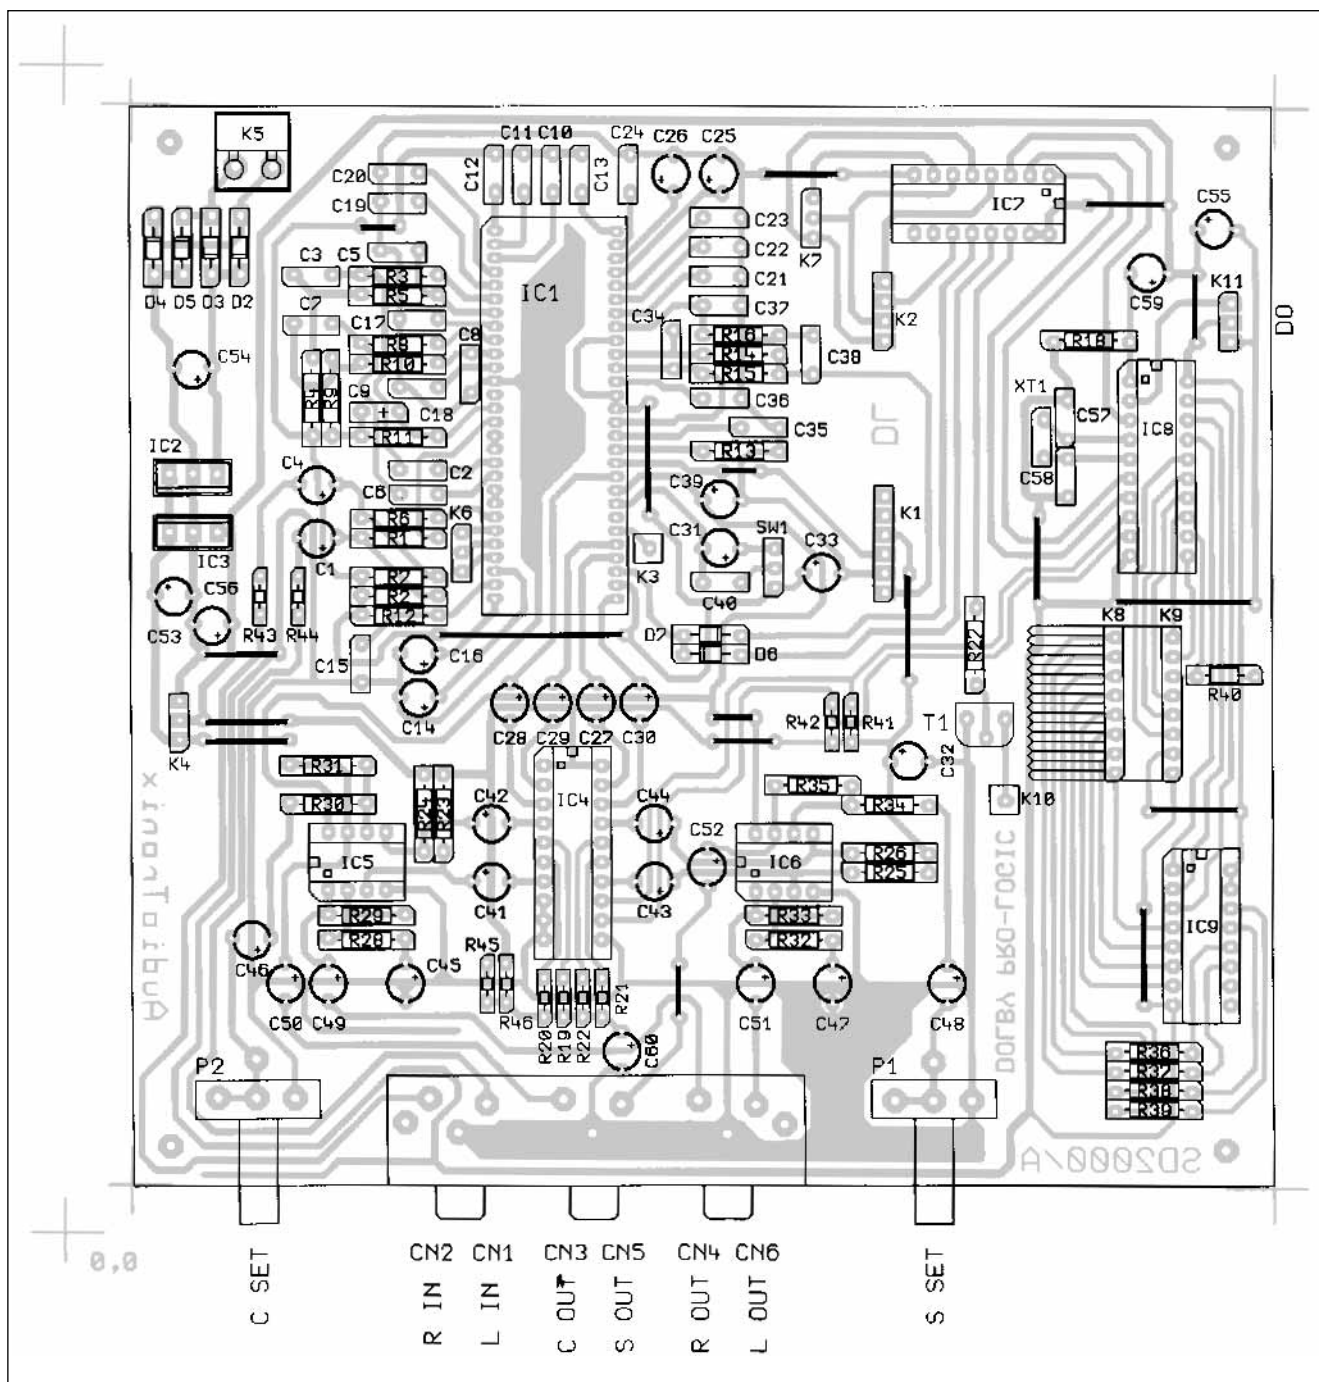 K5
C11 C10
C24
C26 C25
C12
C13
C20
C19
IC7
C55
C23
K7
C22
C5
C3
R3
R5
IC1
C21
C59
K11
D0
D4 D5 D3 D2
C37
K2
C7
C17
C8
C34
R16
R14
R15
C38
R18
R8
R10
C54
XT1
C57
R4
R9
C9
C18
C36
C35
IC8
R11
R13
IC2
C4
C2
C6
C39
C58
K6
R6
R1
C31
SW1
C33
K1
IC3
C1
K3
R7
R2
R12
C40
C56
C53
R43
R44
D7
D6
R22
K8 K9
C15
C16
C14
R40
K4
C28 C29 C27 C30
R42
R41
T1
C32
R31
R30
R24
R23
C42
IC4
C44
C52
R35
R34
K10
IC5
IC6
R26
R25
C41
C43
R29
R28
R33
R32
IC9
C46
C45
R45
R46
R21
C50 C49
R20
R19
R22
C60
C51
C47
C48
AudioTronix
DOLBY PRO-LOGIC
DL
R36
R37
R38
R39
P2
P1
SD2000/A
0,0
C SET
CN2 CN1 CN3 CN5 CN4 CN6
R IN
L IN
C OUT
S OUT
R OUT
L OUT
S SET